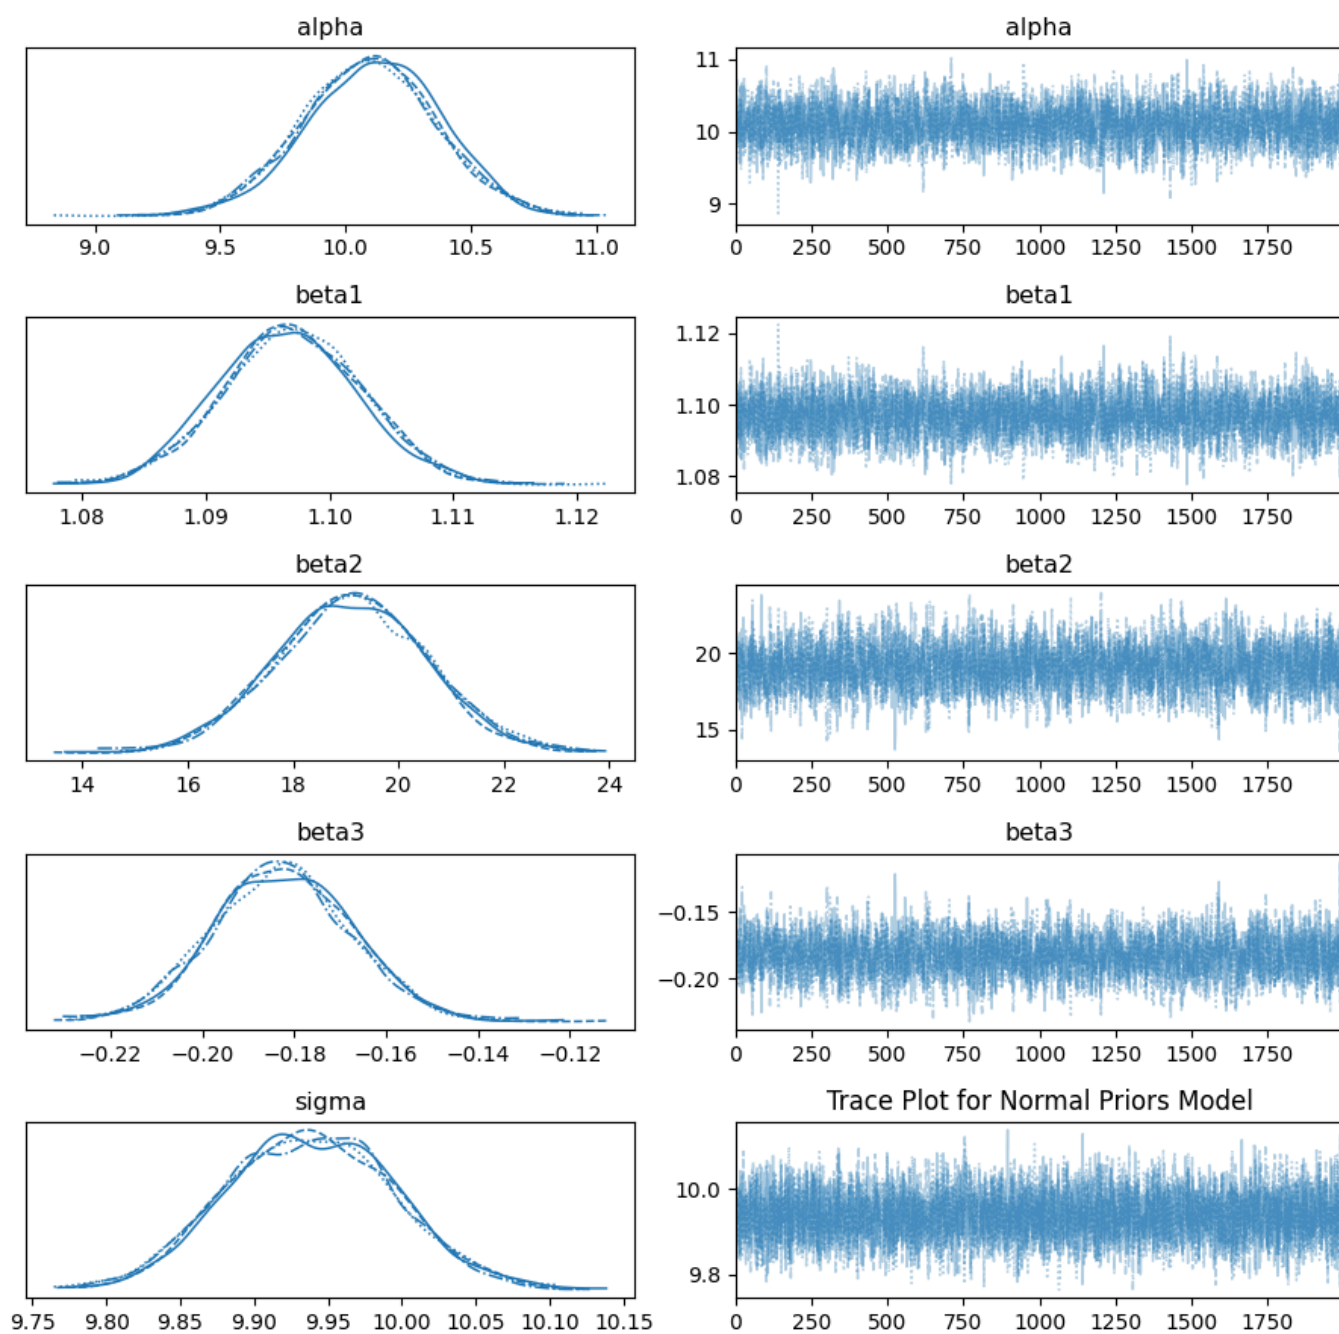 alpha
alpha
11
10
9
9.0 9.5 10.0 10.5 11.0
0 250 500 750 1000 1250 1500 1750
beta1
beta1
1.12
1.10
1.08
1.08 1.09 1.10 1.11 1.12
0 250 500 750 1000 1250 1500 1750
beta2
beta2
20
15
14 16 18 20 22 24
0 250 500 750 1000 1250 1500 1750
beta3
beta3
−0.15
−0.20
−0.22 −0.20 −0.18 −0.16 −0.14 −0.12
0 250 500 750 1000 1250 1500 1750
sigma
Trace Plot for Normal Priors Model
10.0
9.8
9.75 9.80 9.85 9.90 9.95 10.00 10.05 10.10 10.15
0 250 500 750 1000 1250 1500 1750